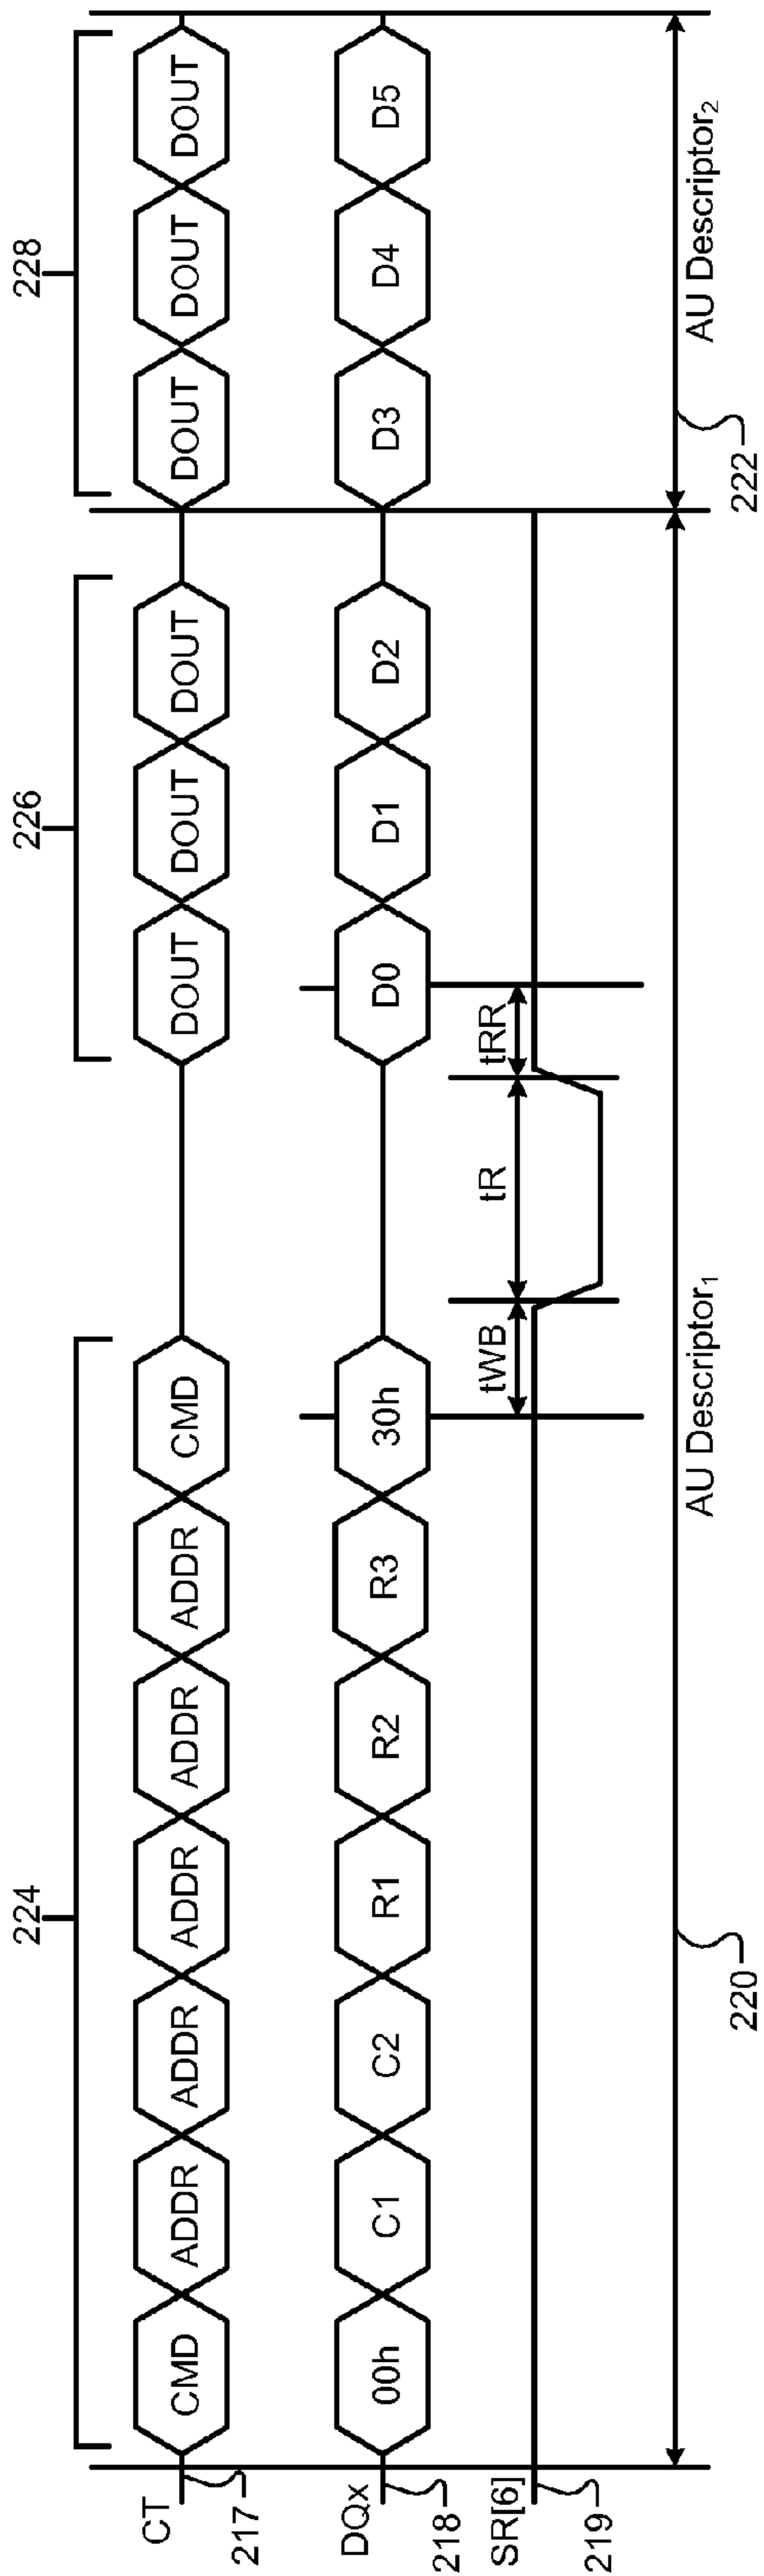 224 226 228
CT CMD ADDR ADDR ADDR ADDR ADDR CMD DOUT DOUT DOUT DOUT DOUT DOUT
217
DQx 00h C1 C2 R1 R2 R3 30h D0 D1 D2 D3 D4 D5
218
tWB tR tRR
SR[6]
219
AU Descriptor₁ AU Descriptor₂
220 222